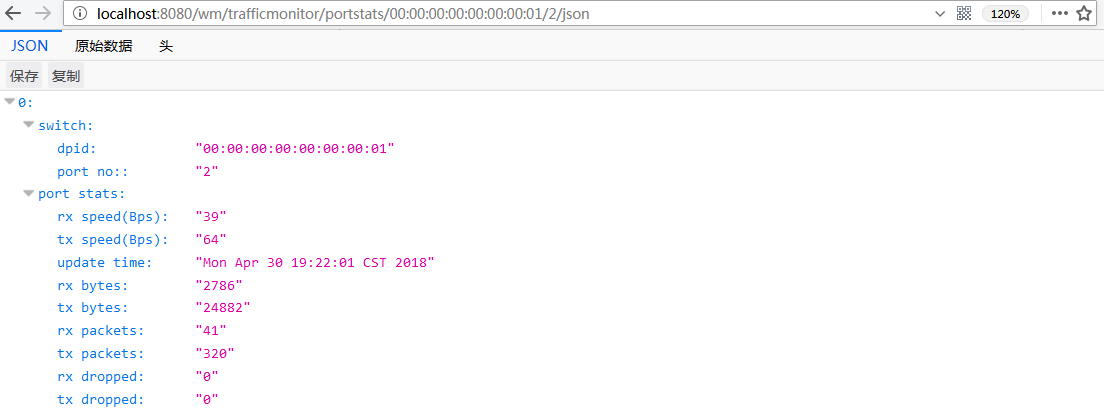 localhost:8080/wm/trafficmonitor/portstats/00:00:00:00:00:00:00:01/2/json 120%
JSON 原始数据 头
保存 复制
0:
switch:
dpid: "00:00:00:00:00:00:00:01"
port no:: "2"
port stats:
rx speed(Bps): "39"
tx speed(Bps): "64"
update time: "Mon Apr 30 19:22:01 CST 2018"
rx bytes: "2786"
tx bytes: "24882"
rx packets: "41"
tx packets: "320"
rx dropped: "0"
tx dropped: "0"